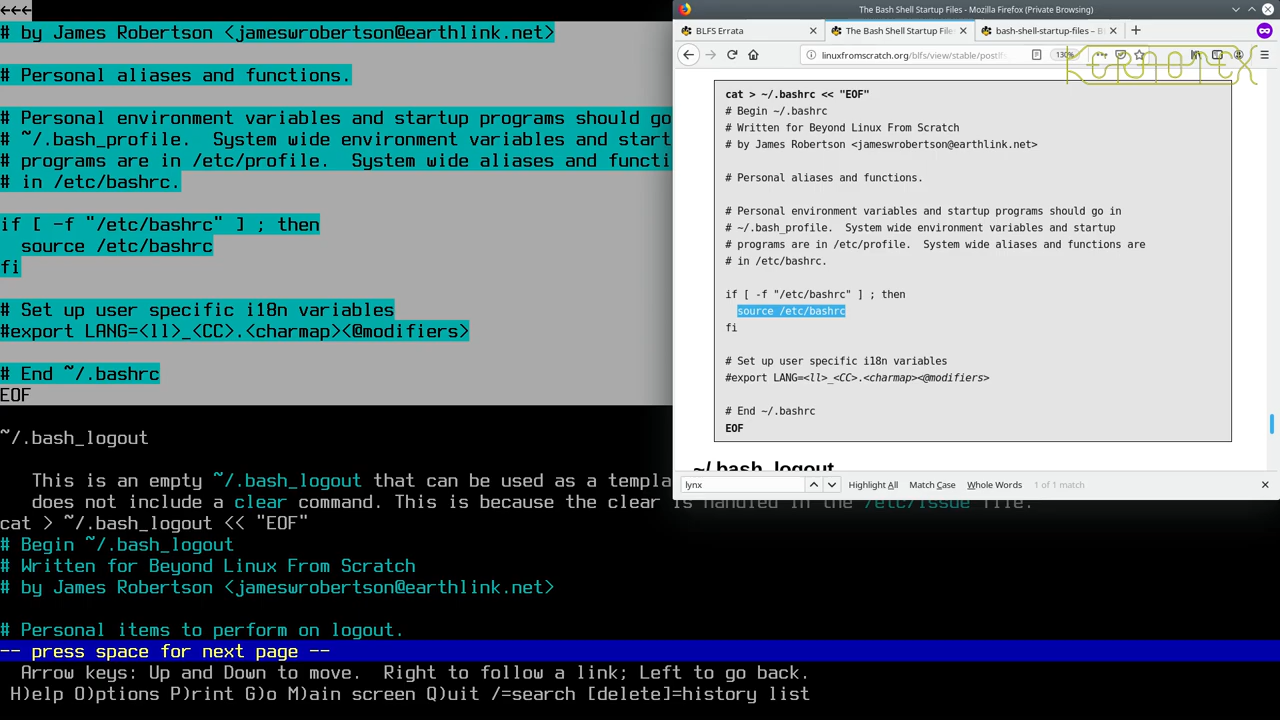 ←←←
# by James Robertson <jameswrobertson@earthlink.net>
# Personal aliases and functions.
# Personal environment variables and startup programs should go
# ~/.bash_profile.  System wide environment variables and start
# programs are in /etc/profile.  System wide aliases and functi
# in /etc/bashrc.
if [ -f "/etc/bashrc" ] ; then
  source /etc/bashrc
fi
# Set up user specific i18n variables
#export LANG=<ll>_<CC>.<charmap><@modifiers>
# End ~/.bashrc
EOF
~/.bash_logout
This is an empty ~/.bash_logout that can be used as a templa
does not include a clear command. This is because the clear is handled in the /etc/issue file.
cat > ~/.bash_logout << "EOF"
# Begin ~/.bash_logout
# Written for Beyond Linux From Scratch
# by James Robertson <jameswrobertson@earthlink.net>
# Personal items to perform on logout.
-- press space for next page --
Arrow keys: Up and Down to move.  Right to follow a link; Left to go back.
H)elp O)ptions P)rint G)o M)ain screen Q)uit /=search [delete]=history list
The Bash Shell Startup Files - Mozilla Firefox (Private Browsing)
BLFS Errata
The Bash Shell Startup Files
bash-shell-startup-files – BL
linuxfromscratch.org/blfs/view/stable/postlf
130%
KERNOTEX
cat > ~/.bashrc << "EOF"
# Begin ~/.bashrc
# Written for Beyond Linux From Scratch
# by James Robertson <jameswrobertson@earthlink.net>
# Personal aliases and functions.
# Personal environment variables and startup programs should go in
# ~/.bash_profile.  System wide environment variables and startup
# programs are in /etc/profile.  System wide aliases and functions are
# in /etc/bashrc.
if [ -f "/etc/bashrc" ] ; then
  source /etc/bashrc
fi
# Set up user specific i18n variables
#export LANG=<ll>_<CC>.<charmap><@modifiers>
# End ~/.bashrc
EOF
~/.bash_logout
lynx
Highlight All
Match Case
Whole Words
1 of 1 match